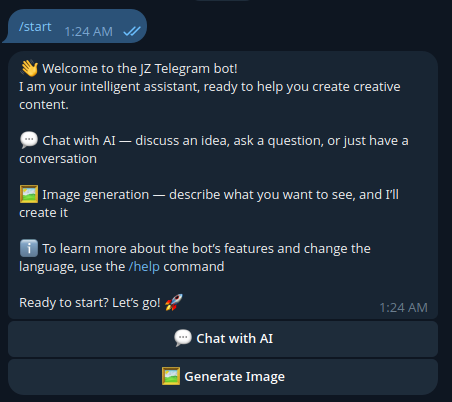 /start 1:24 AM
👋 Welcome to the JZ Telegram bot!
I am your intelligent assistant, ready to help you create creative
content.
💬 Chat with AI — discuss an idea, ask a question, or just have a
conversation
🖼️ Image generation — describe what you want to see, and I'll
create it
ℹ️ To learn more about the bot's features and change the
language, use the /help command
Ready to start? Let's go! 🚀
1:24 AM
💬 Chat with AI
🖼️ Generate Image